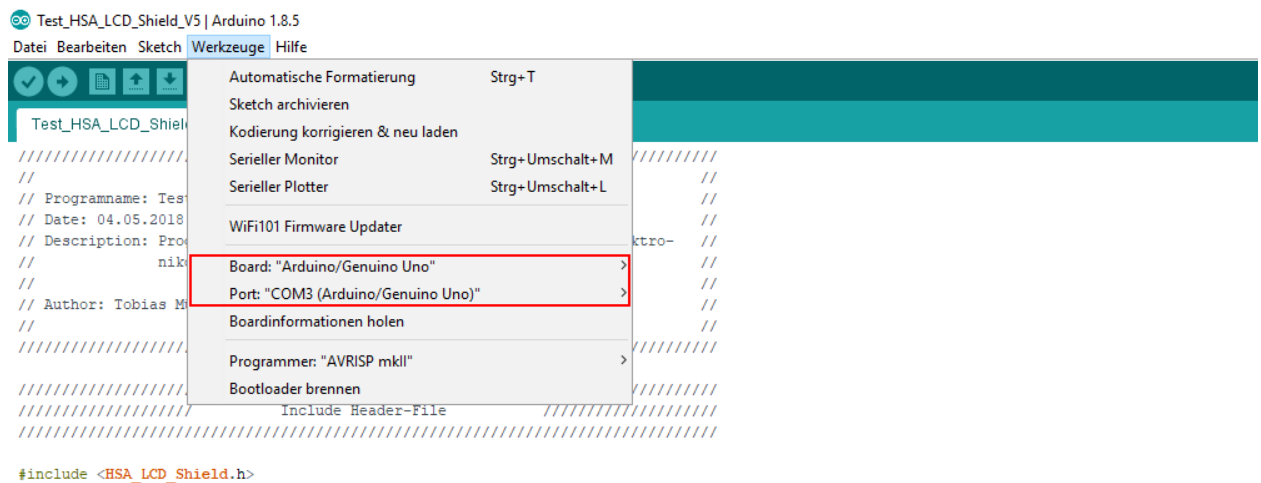 Test_HSA_LCD_Shield_V5 | Arduino 1.8.5
Datei Bearbeiten Sketch Werkzeuge Hilfe
Automatische Formatierung Strg+T
Sketch archivieren
Kodierung korrigieren & neu laden
Serieller Monitor Strg+Umschalt+M
Serieller Plotter Strg+Umschalt+L
WiFi101 Firmware Updater
Board: "Arduino/Genuino Uno"
Port: "COM3 (Arduino/Genuino Uno)"
Boardinformationen holen
Programmer: "AVRISP mkII"
Bootloader brennen
Test_HSA_LCD_Shiel
//
// Programname: Tes
// Date: 04.05.2018
// Description: Pro ktro- //
// nik
//
// Author: Tobias M
//
Include Header-File
#include <HSA_LCD_Shield.h>